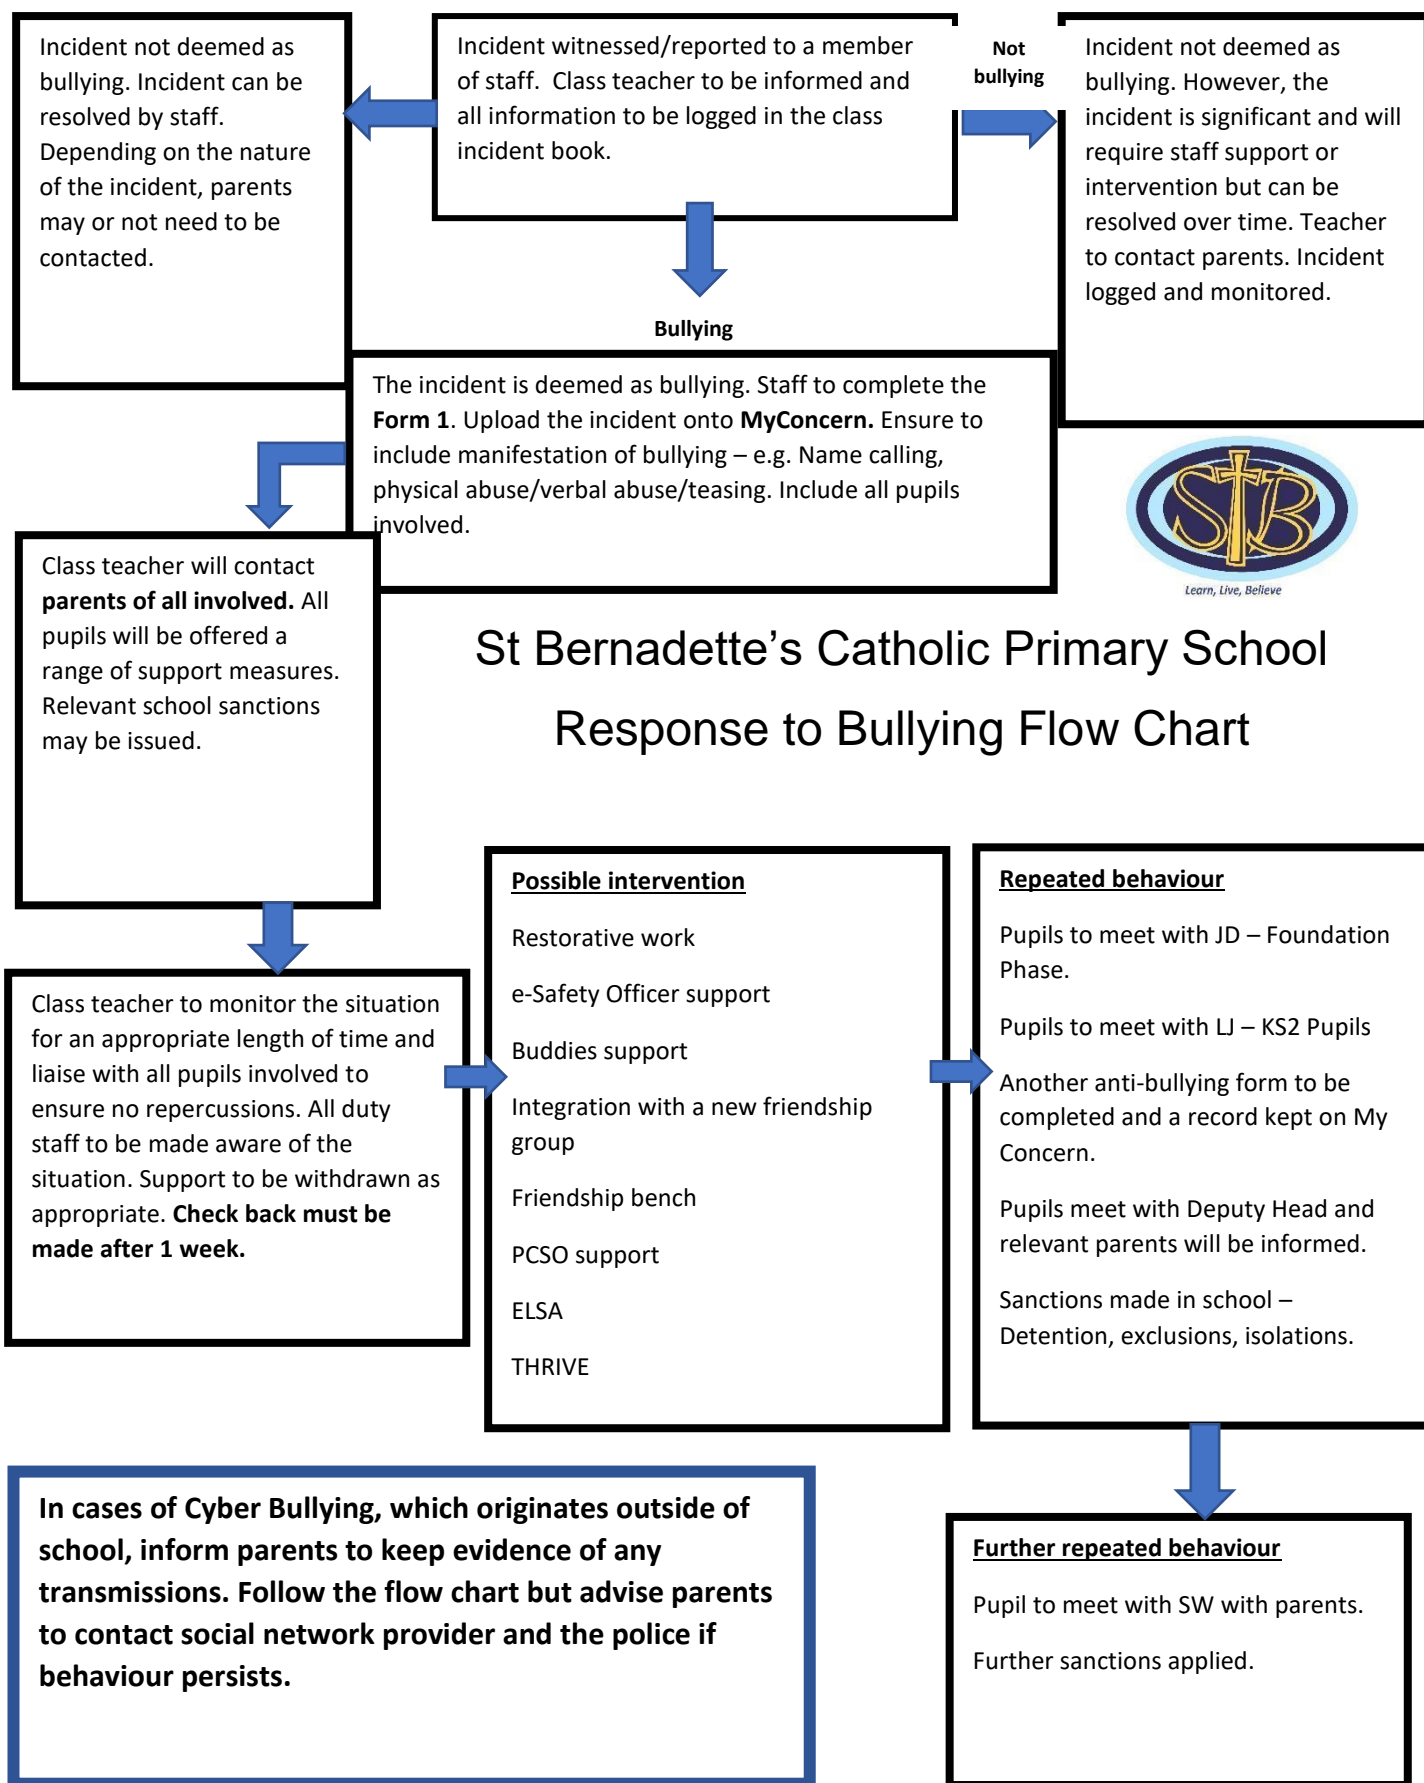 Incident not deemed as
bullying. Incident can be
resolved by staff.
Depending on the nature
of the incident, parents
may or not need to be
contacted.
Incident witnessed/reported to a member
of staff.  Class teacher to be informed and
all information to be logged in the class
incident book.
Not
bullying
Incident not deemed as
bullying. However, the
incident is significant and will
require staff support or
intervention but can be
resolved over time. Teacher
to contact parents. Incident
logged and monitored.
Bullying
The incident is deemed as bullying. Staff to complete the
Form 1. Upload the incident onto MyConcern. Ensure to
include manifestation of bullying – e.g. Name calling,
physical abuse/verbal abuse/teasing. Include all pupils
involved.
STB
Learn, Live, Believe
Class teacher will contact
parents of all involved. All
pupils will be offered a
range of support measures.
Relevant school sanctions
may be issued.
St Bernadette’s Catholic Primary School
Response to Bullying Flow Chart
Class teacher to monitor the situation
for an appropriate length of time and
liaise with all pupils involved to
ensure no repercussions. All duty
staff to be made aware of the
situation. Support to be withdrawn as
appropriate. Check back must be
made after 1 week.
Possible intervention
Restorative work
e-Safety Officer support
Buddies support
Integration with a new friendship
group
Friendship bench
PCSO support
ELSA
THRIVE
Repeated behaviour
Pupils to meet with JD – Foundation
Phase.
Pupils to meet with LJ – KS2 Pupils
Another anti-bullying form to be
completed and a record kept on My
Concern.
Pupils meet with Deputy Head and
relevant parents will be informed.
Sanctions made in school –
Detention, exclusions, isolations.
In cases of Cyber Bullying, which originates outside of
school, inform parents to keep evidence of any
transmissions. Follow the flow chart but advise parents
to contact social network provider and the police if
behaviour persists.
Further repeated behaviour
Pupil to meet with SW with parents.
Further sanctions applied.